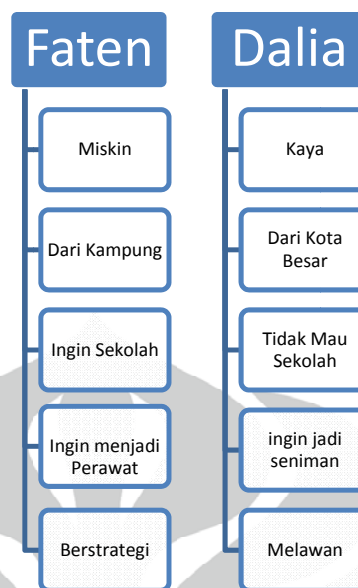 Faten
Miskin
Dari Kampung
Ingin Sekolah
Ingin menjadi
Perawat
Berstrategi
Dalia
Kaya
Dari Kota
Besar
Tidak Mau
Sekolah
ingin jadi
seniman
Melawan